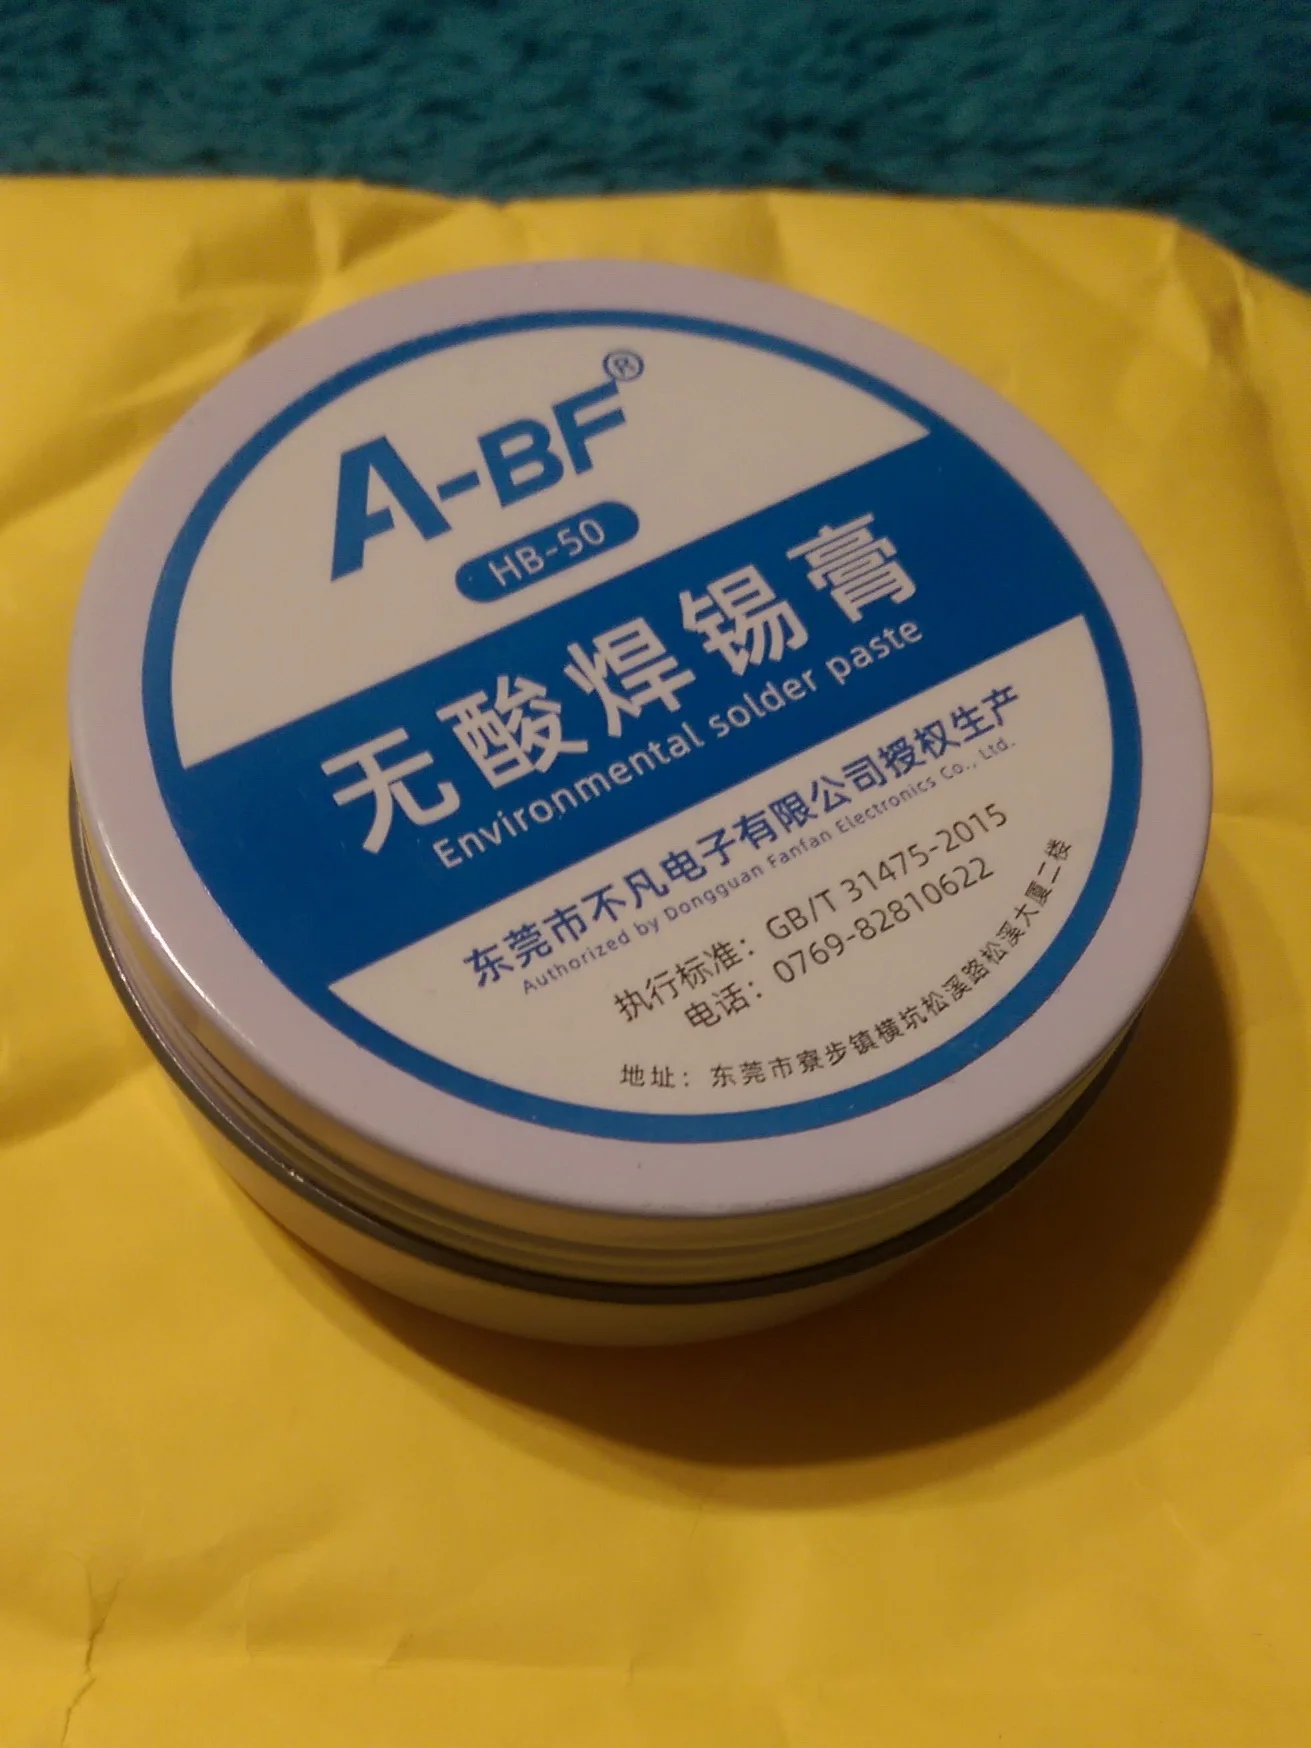 A-BF®
HB-50
无酸焊锡膏
Environmental solder paste
东莞市不凡电子有限公司授权生产
Authorized by Dongguan Fanfan Electronics Co., Ltd.
执行标准：GB/T 31475-2015
电话：0769-82810622
地址：东莞市寮步镇横坑松溪路松溪大厦二楼